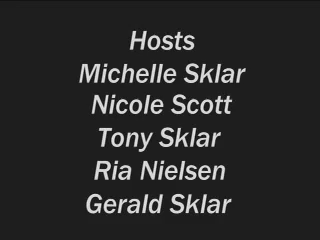 Hosts
Michelle Sklar
Nicole Scott
Tony Sklar
Ria Nielsen
Gerald Sklar